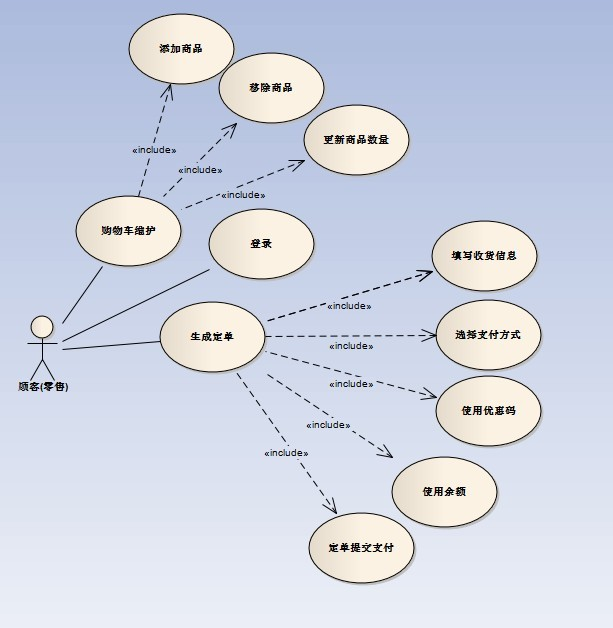 添加商品
移除商品
更新商品数量
«include»
«include»
«include»
购物车维护
登录
填写收货信息
«include»
生成定单
选择支付方式
«include»
顾客(零售)
«include»
使用优惠码
«include»
«include»
使用余额
定单提交支付